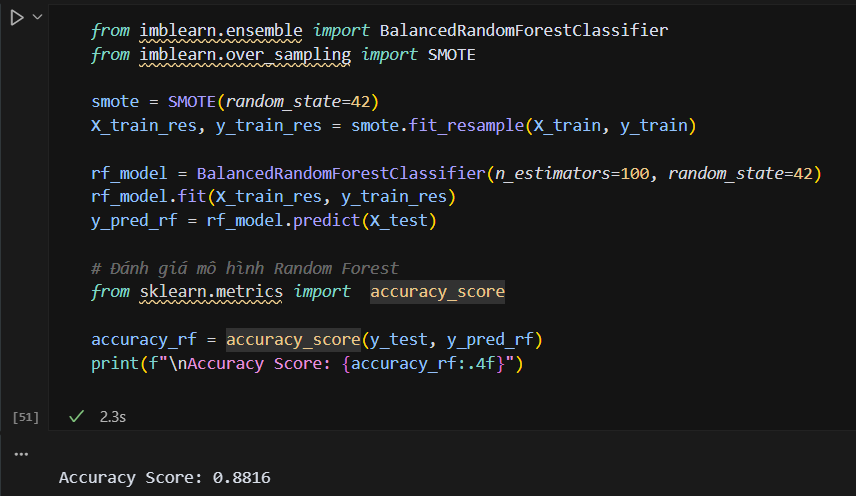 from imblearn.ensemble import BalancedRandomForestClassifier
from imblearn.over_sampling import SMOTE
smote = SMOTE(random_state=42)
X_train_res, y_train_res = smote.fit_resample(X_train, y_train)
rf_model = BalancedRandomForestClassifier(n_estimators=100, random_state=42)
rf_model.fit(X_train_res, y_train_res)
y_pred_rf = rf_model.predict(X_test)
# Đánh giá mô hình Random Forest
from sklearn.metrics import  accuracy_score
accuracy_rf = accuracy_score(y_test, y_pred_rf)
print(f"\nAccuracy Score: {accuracy_rf:.4f}")
[51]
2.3s
...
Accuracy Score: 0.8816